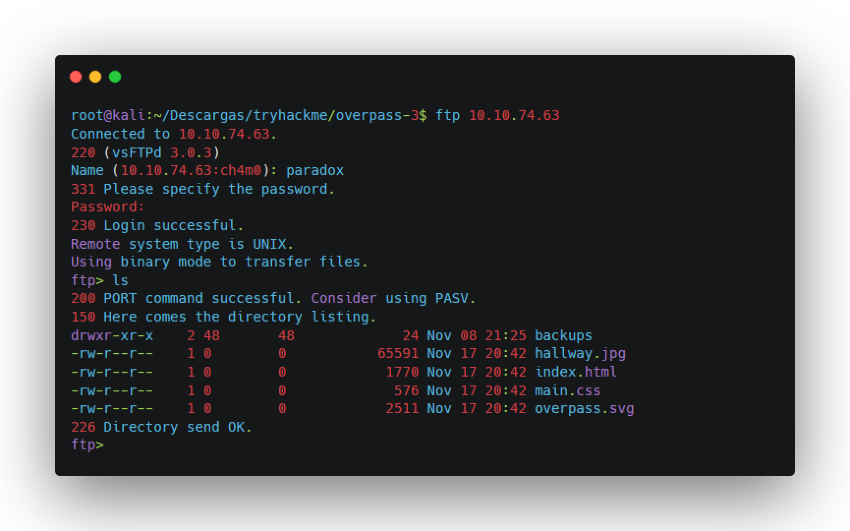 root@kali:~/Descargas/tryhackme/overpass-3$ ftp 10.10.74.63
Connected to 10.10.74.63.
220 (vsFTPd 3.0.3)
Name (10.10.74.63:ch4m0): paradox
331 Please specify the password.
Password:
230 Login successful.
Remote system type is UNIX.
Using binary mode to transfer files.
ftp> ls
200 PORT command successful. Consider using PASV.
150 Here comes the directory listing.
drwxr-xr-x    2 48       48             24 Nov 08 21:25 backups
-rw-r--r--    1 0        0           65591 Nov 17 20:42 hallway.jpg
-rw-r--r--    1 0        0            1770 Nov 17 20:42 index.html
-rw-r--r--    1 0        0             576 Nov 17 20:42 main.css
-rw-r--r--    1 0        0            2511 Nov 17 20:42 overpass.svg
226 Directory send OK.
ftp>